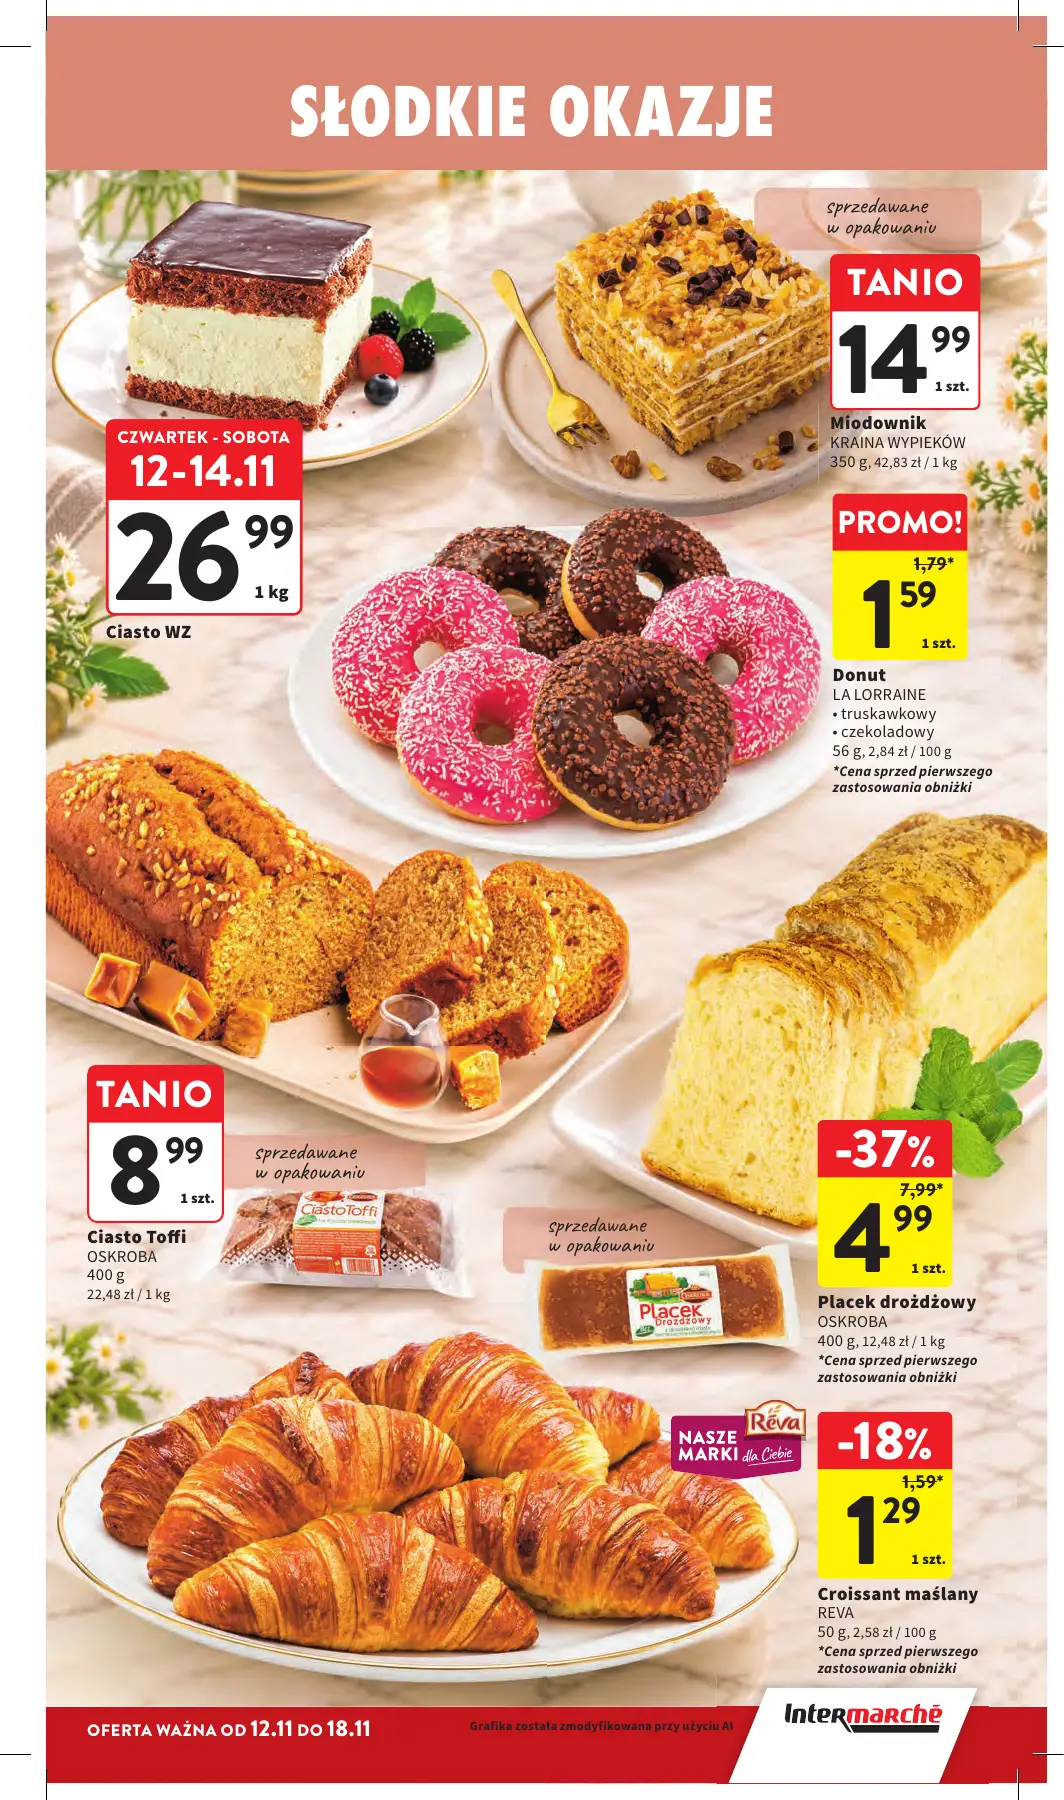 SŁODKIE OKAZJE
sprzedawane
w opakowaniu
TANIO
14 99
1 szt.
Miodownik
KRAINA WYPIEKÓW
350 g, 42,83 zł / 1 kg
CZWARTEK - SOBOTA
12-14.11
26 99
1 kg
Ciasto WZ
PROMO!
1,79*
1 59
1 szt.
Donut
LA LORRAINE
• truskawkowy
• czekoladowy
56 g, 2,84 zł / 100 g
*Cena sprzed pierwszego
zastosowania obniżki
TANIO
8 99
1 szt.
Ciasto Toffi
OSKROBA
400 g
22,48 zł / 1 kg
sprzedawane
w opakowaniu
Ciasto Toffi
sprzedawane
w opakowaniu
OSKROBA
Placek
Drożdżowy
-37%
7,99*
4 99
1 szt.
Placek drożdżowy
OSKROBA
400 g, 12,48 zł / 1 kg
*Cena sprzed pierwszego
zastosowania obniżki
Rêva
NASZE
MARKI dla Ciebie
-18%
1,59*
1 29
1 szt.
Croissant maślany
REVA
50 g, 2,58 zł / 100 g
*Cena sprzed pierwszego
zastosowania obniżki
OFERTA WAŻNA OD 12.11 DO 18.11
Grafika została zmodyfikowana przy użyciu AI
Intermarchē